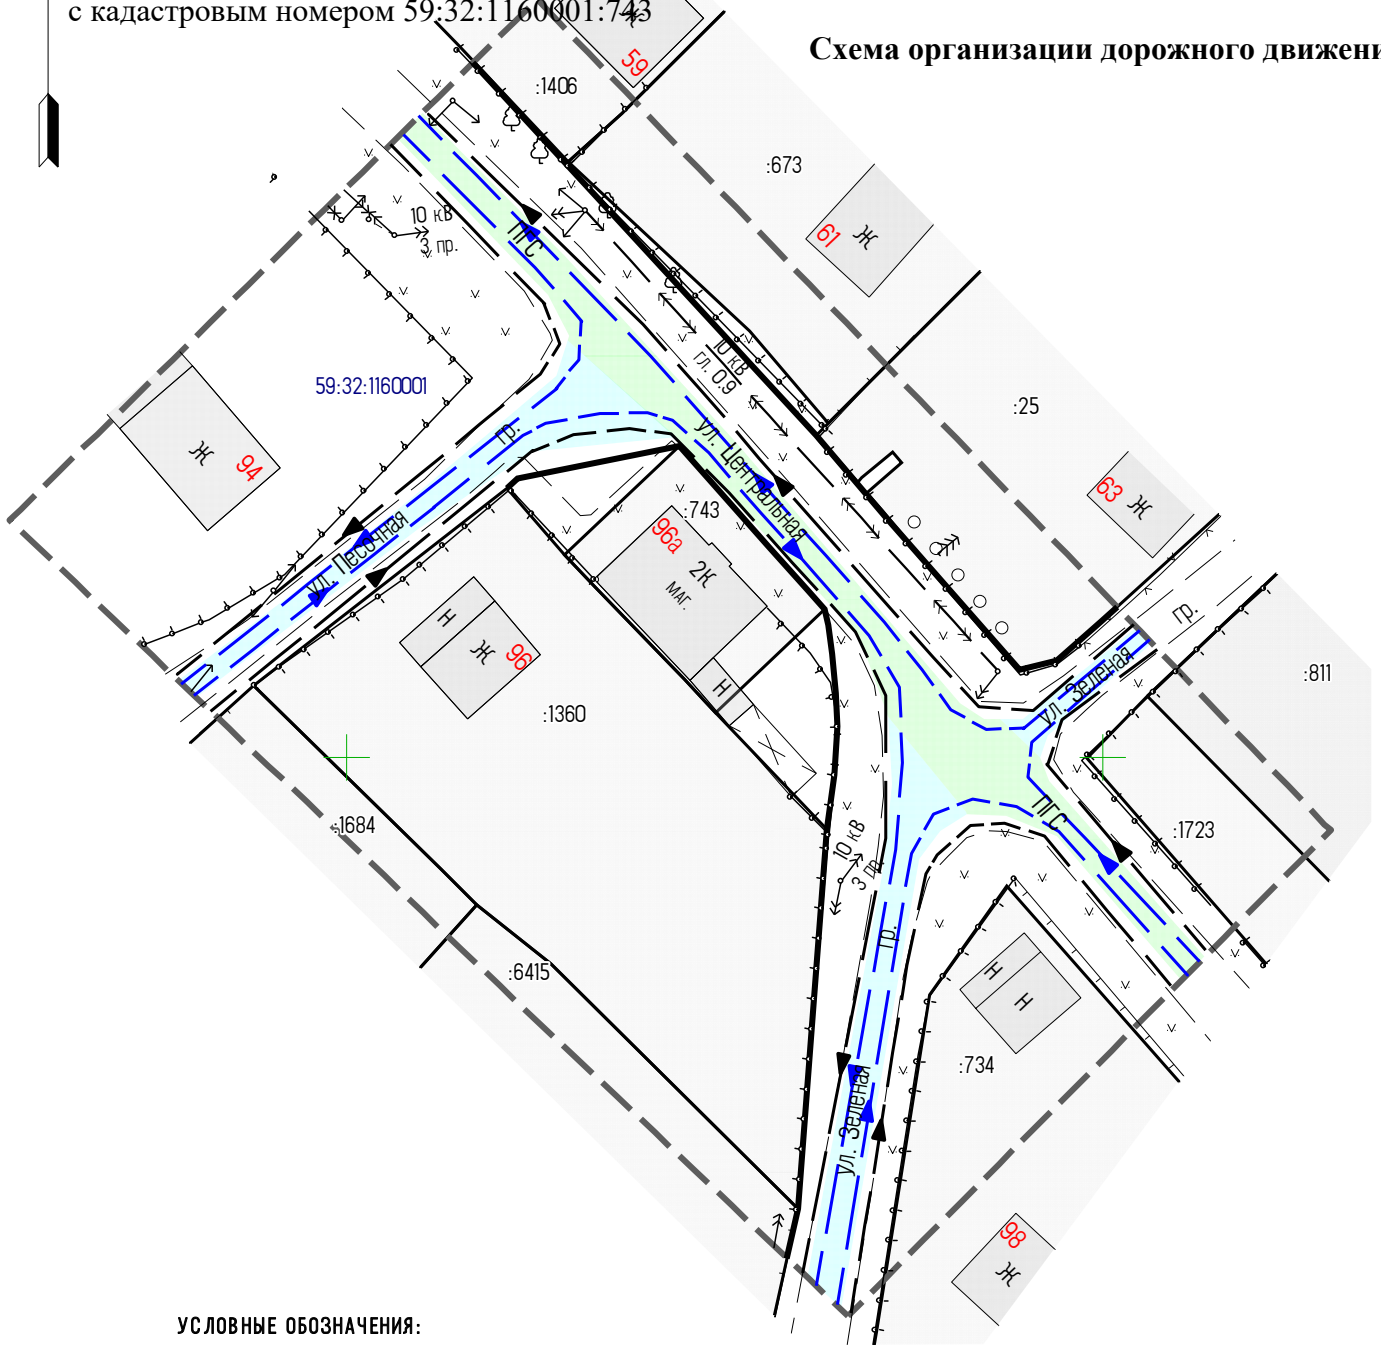 с кадастровым номером 59:32:1160001:743
Схема организации дорожного движени
Ж
59
:1406
:673
61
Ж
10 кВ
3 пр.
ПГС
10 кВ
гл. 0.9
59:32:1160001
:25
Ж
94
гр.
ул. Центральная
63
Ж
:743
96а
2К
маг.
ул. Песочная
гр.
Н
Ж
96
Н
ул. Зеленая
:811
:1360
ПГС
:1684
10 кВ
3 пр.
:1723
гр.
:6415
Н
Н
:734
ул. Зеленая
98
Ж
УСЛОВНЫЕ ОБОЗНАЧЕНИЯ: